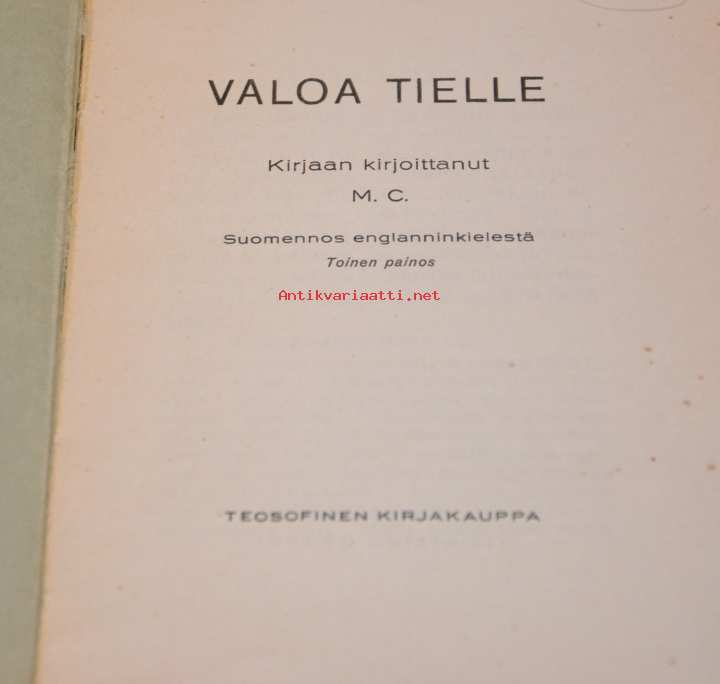 VALOA TIELLE
Kirjaan kirjoittanut
M. C.
Suomennos englanninkielestä
Toinen painos
Antikvariaatti.net
TEOSOFINEN KIRJAKAUPPA